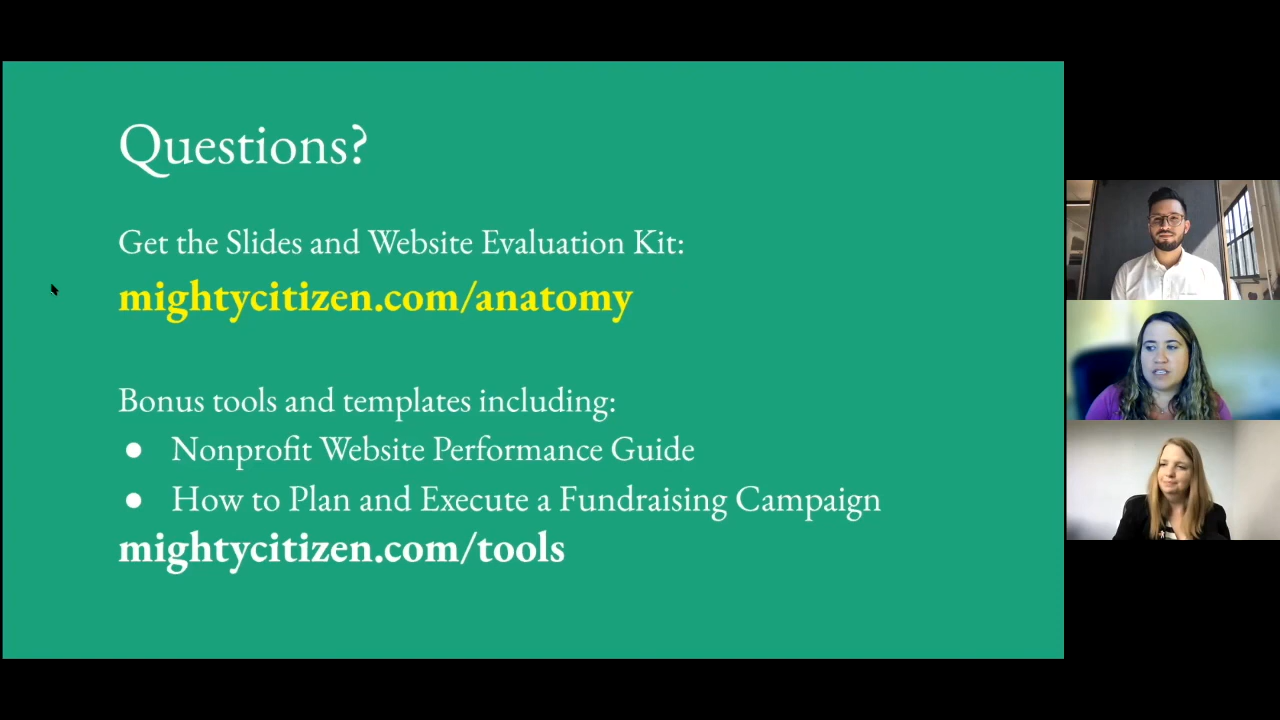 Questions?
Get the Slides and Website Evaluation Kit:
mightycitizen.com/anatomy
Bonus tools and templates including:
● Nonprofit Website Performance Guide
● How to Plan and Execute a Fundraising Campaign
mightycitizen.com/tools